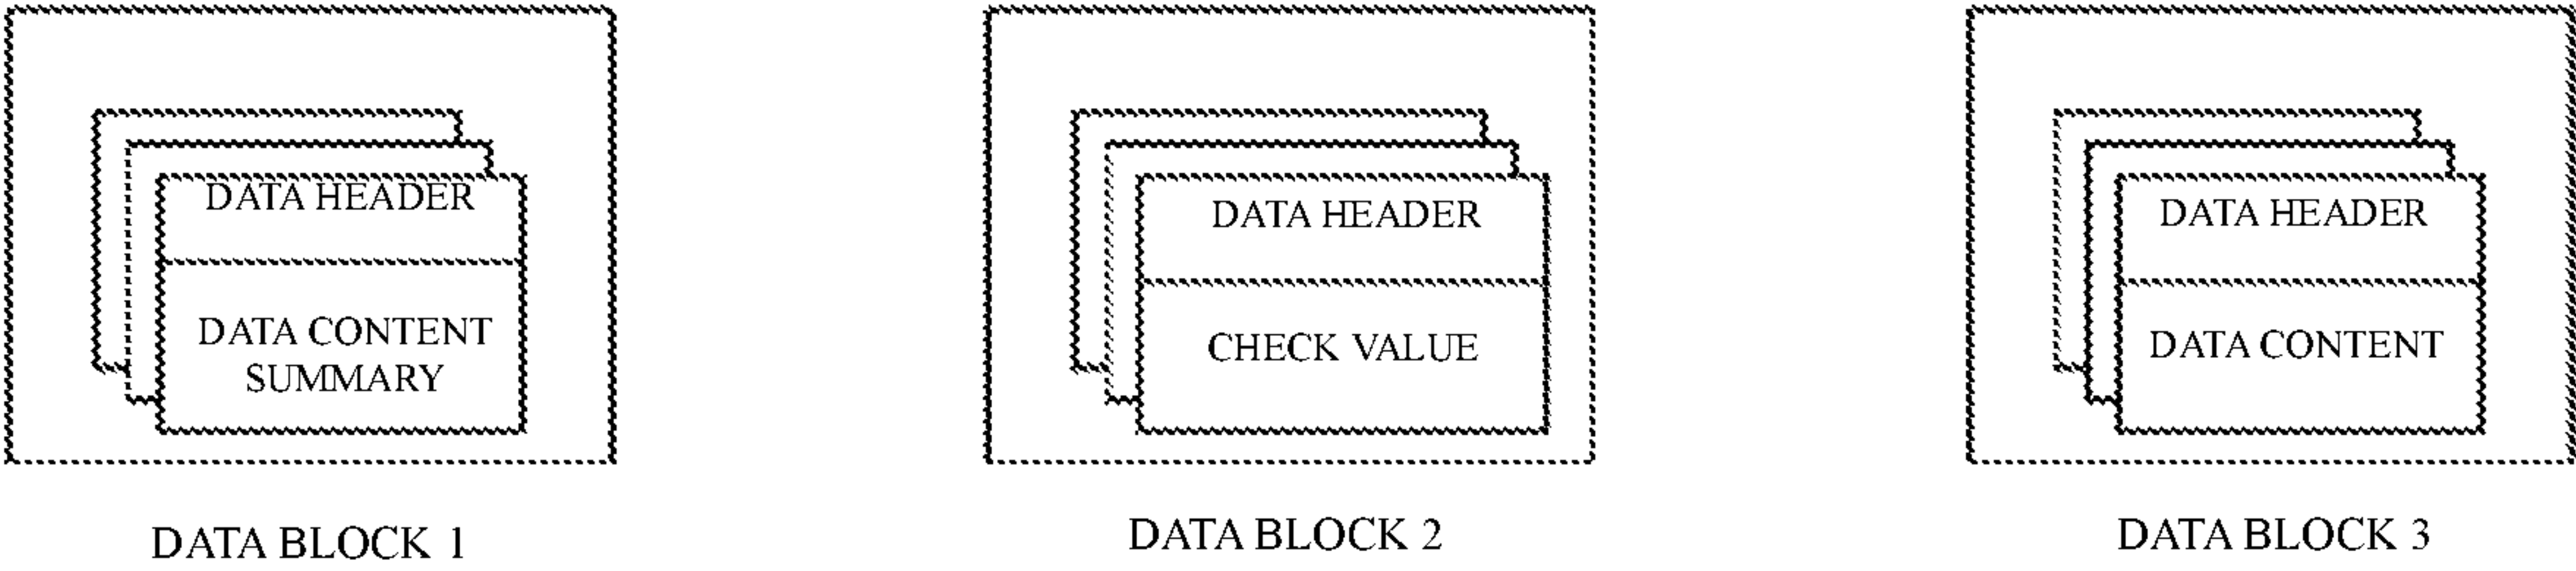 DATA HEADER
DATA CONTENT
SUMMARY
DATA BLOCK 1
DATA HEADER
CHECK VALUE
DATA BLOCK 2
DATA HEADER
DATA CONTENT
DATA BLOCK 3